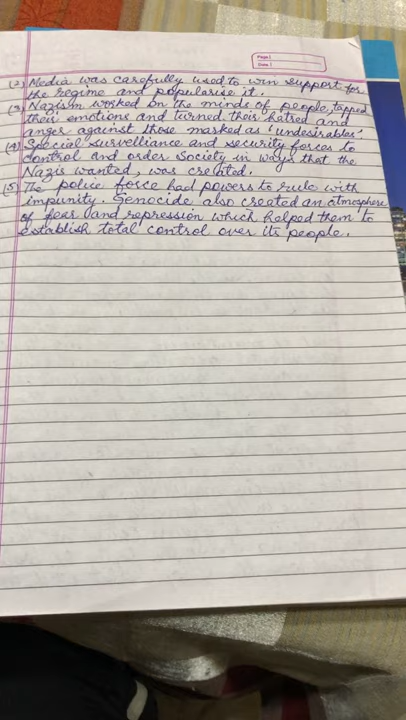 Page:
Date:
(2) Media was carefully used to win support for
the regime and popularise it.
(3) Nazism worked on the minds of people, tapped
their emotions and turned their hatred and
anger against those marked as 'undesirables'
(4) Special surveillance and security forces to
control and order society in ways that the
Nazis wanted, was created.
(5) The police force had powers to rule with
impunity. Genocide also created an atmosphere
of fear and repression which helped them to
establish total control over its people.